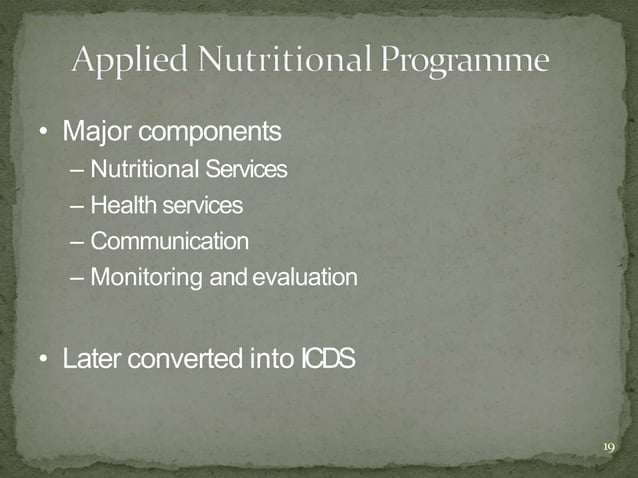 Applied Nutritional Programme
• Major components
– Nutritional Services
– Health services
– Communication
– Monitoring and evaluation
• Later converted into ICDS
19